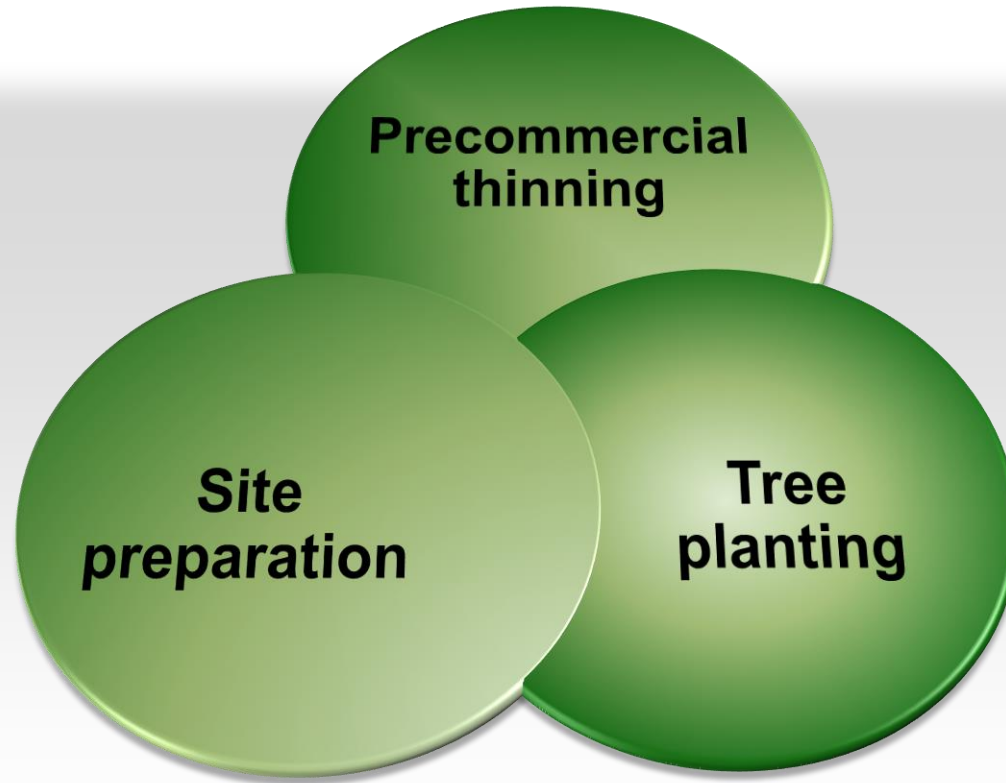 Precommercial
thinning
Site
preparation
Tree
planting